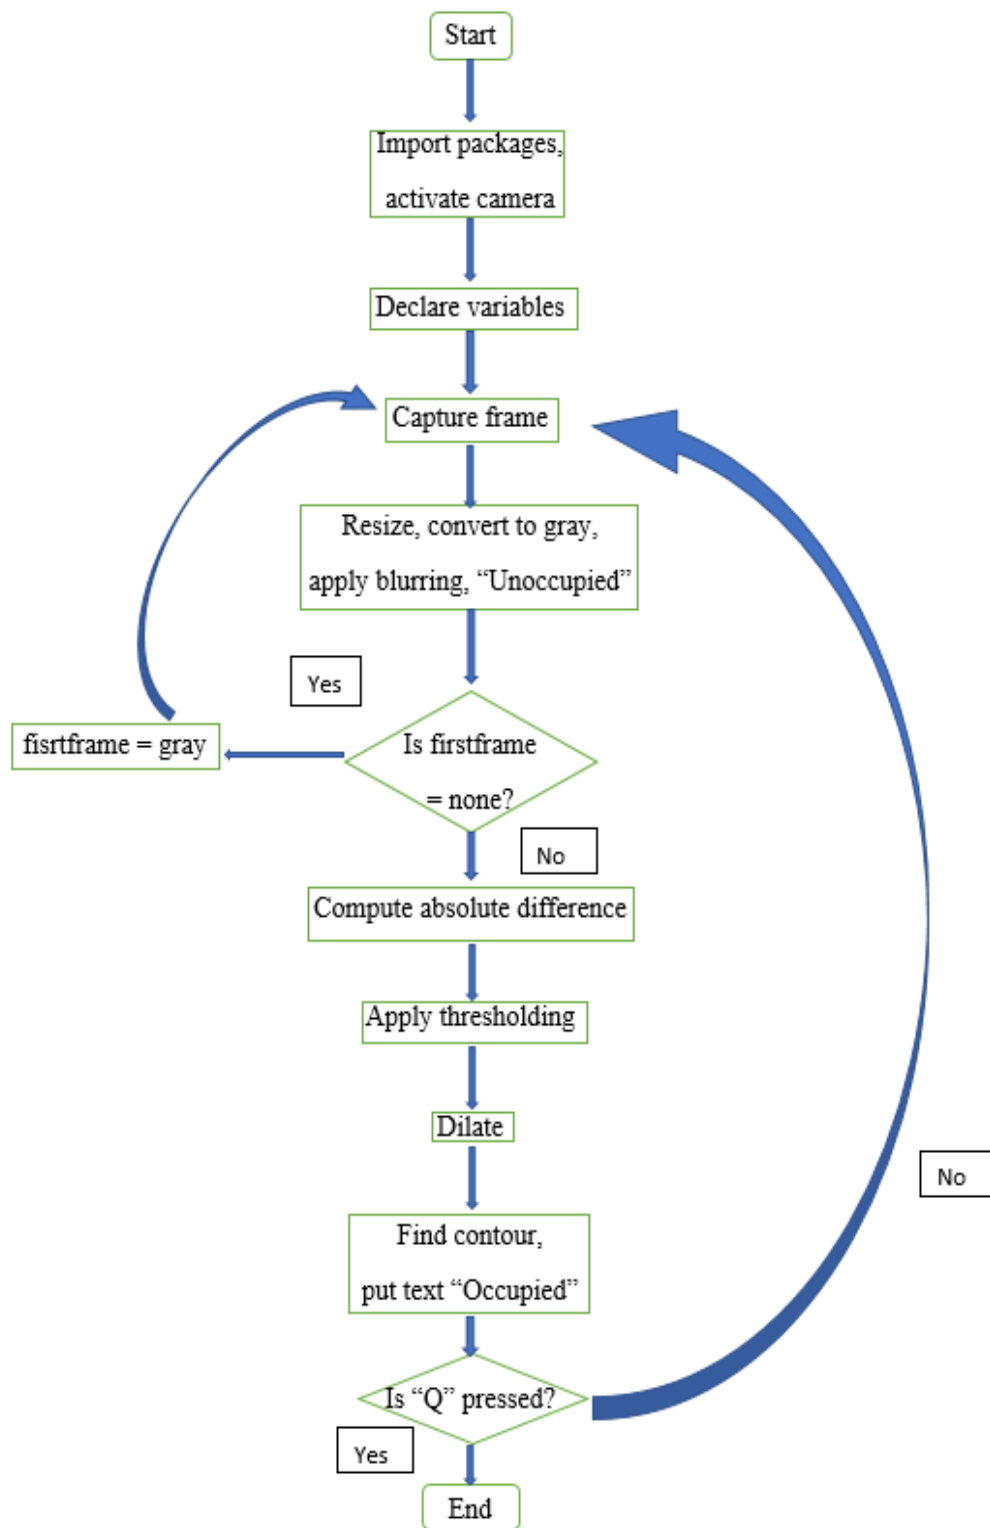 Start
Import packages,
activate camera
Declare variables
Capture frame
Resize, convert to gray,
apply blurring, “Unoccupied”
Yes
fisrtframe = gray
Is firstframe
= none?
No
Compute absolute difference
Apply thresholding
Dilate
No
Find contour,
put text “Occupied”
Is “Q” pressed?
Yes
End